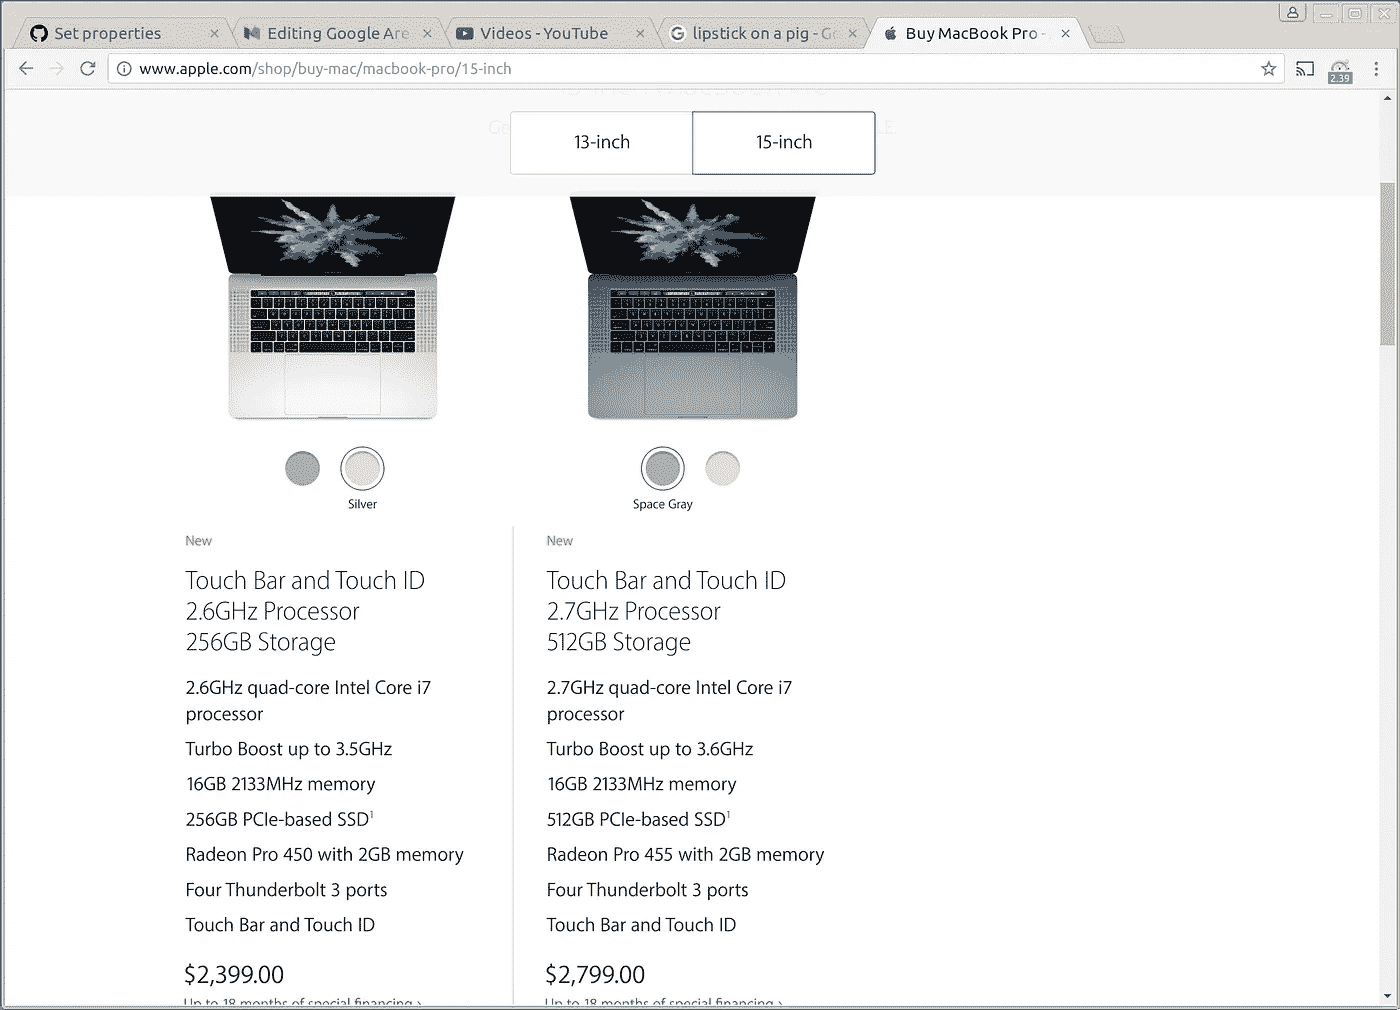 Set properties
Editing Google Are
Videos - YouTube
lipstick on a pig - Go
Buy MacBook Pro -
www.apple.com/shop/buy-mac/macbook-pro/15-inch
2.39
13-inch
15-inch
Silver
Space Gray
New
Touch Bar and Touch ID
2.6GHz Processor
256GB Storage
2.6GHz quad-core Intel Core i7
processor
Turbo Boost up to 3.5GHz
16GB 2133MHz memory
256GB PCIe-based SSD¹
Radeon Pro 450 with 2GB memory
Four Thunderbolt 3 ports
Touch Bar and Touch ID
$2,399.00
Up to 18 months of special financing ›
New
Touch Bar and Touch ID
2.7GHz Processor
512GB Storage
2.7GHz quad-core Intel Core i7
processor
Turbo Boost up to 3.6GHz
16GB 2133MHz memory
512GB PCIe-based SSD¹
Radeon Pro 455 with 2GB memory
Four Thunderbolt 3 ports
Touch Bar and Touch ID
$2,799.00
Up to 18 months of special financing ›